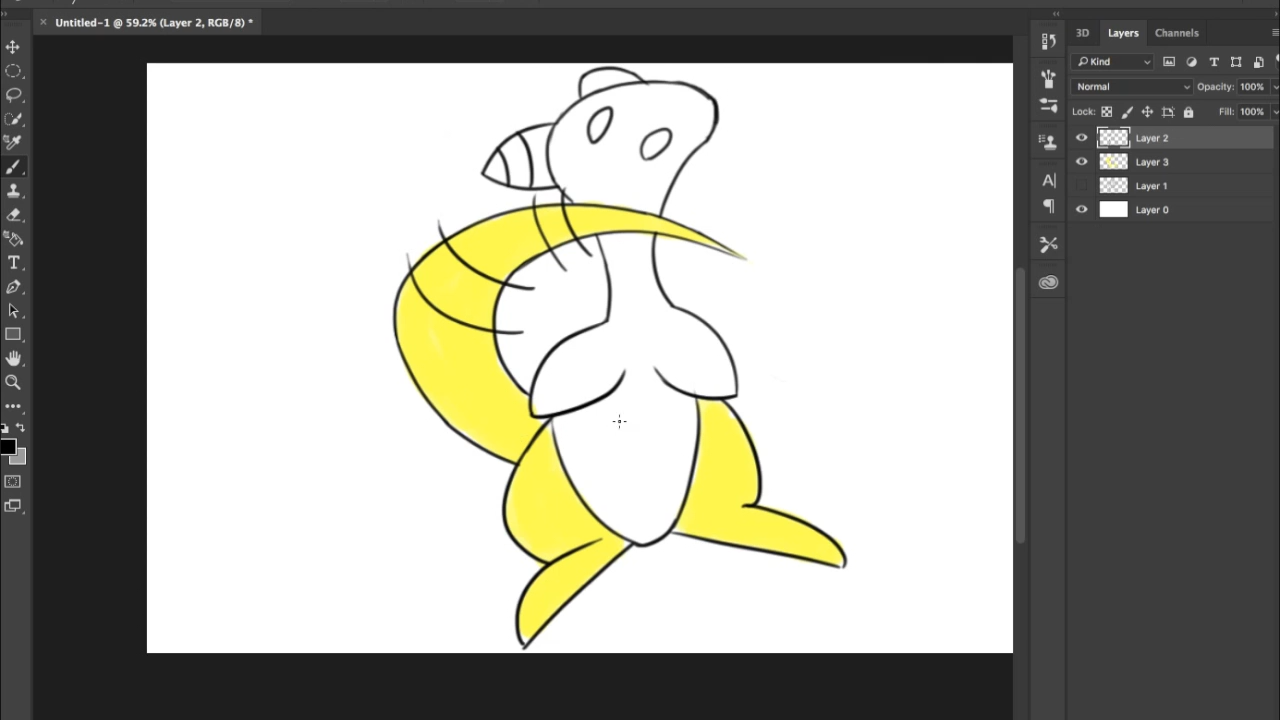 × Untitled-1 @ 59.2% (Layer 2, RGB/8) *
3D Layers Channels
Kind
Normal Opacity: 100%
Lock: Fill: 100%
Layer 2
Layer 3
Layer 1
Layer 0